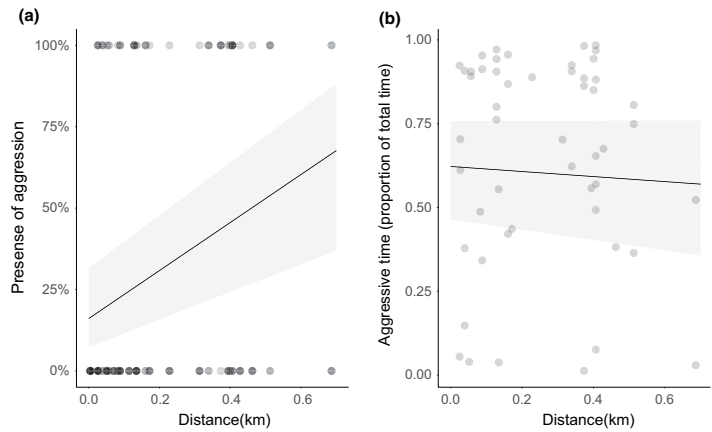 (a)
100%
75%
50%
25%
0%
Presense of aggression
0.0 0.2 0.4 0.6
Distance(km)
(b)
1.00
0.75
0.50
0.25
0.00
Aggressive time (proportion of total time)
0.0 0.2 0.4 0.6
Distance(km)